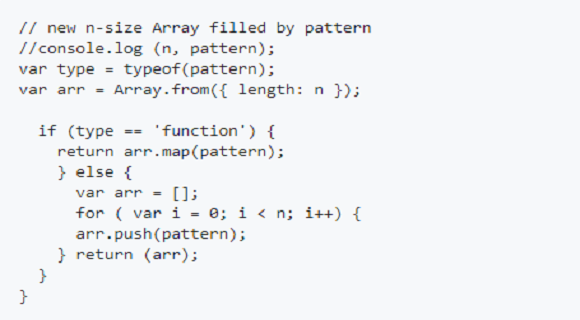 // new n-size Array filled by pattern
//console.log (n, pattern);
var type = typeof(pattern);
var arr = Array.from({ length: n });
if (type == 'function') {
return arr.map(pattern);
} else {
var arr = [];
for ( var i = 0; i < n; i++) {
arr.push(pattern);
} return (arr);
}
}